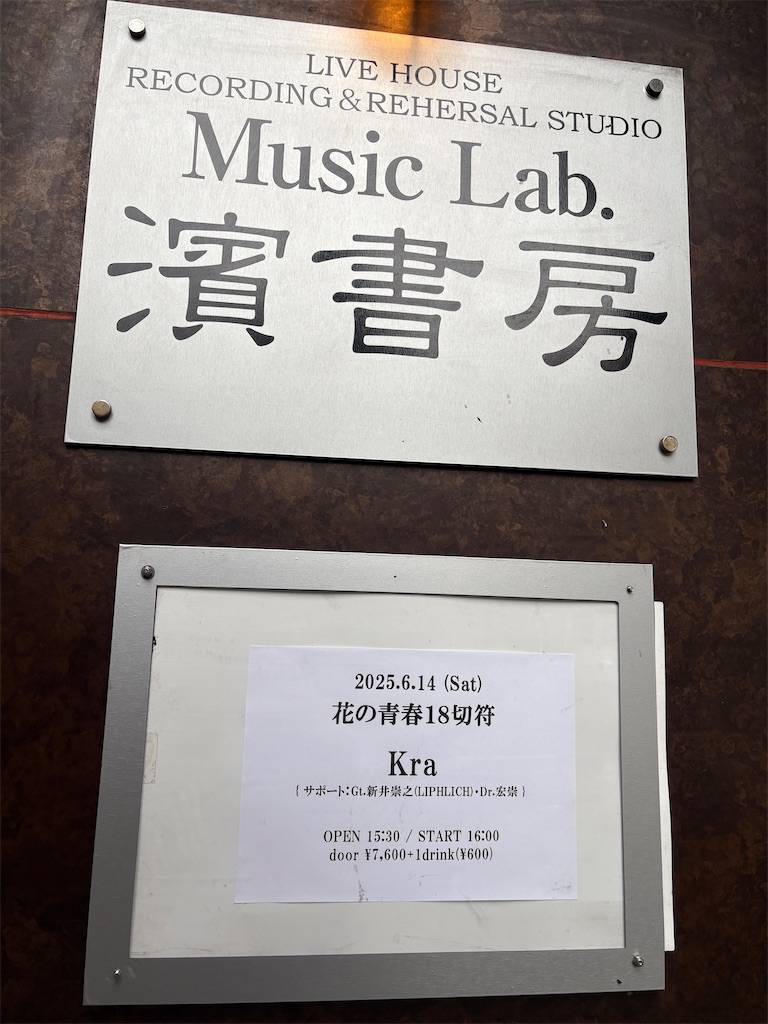 LIVE HOUSE
RECORDING&REHERSAL STUDIO
Music Lab.
濱書房
2025.6.14 (Sat)
花の青春18切符
Kra
{ サポート:Gt.新井崇之(LIPHLICH)・Dr.宏崇 }
OPEN 15:30 / START 16:00
door ¥7,600+1drink(¥600)